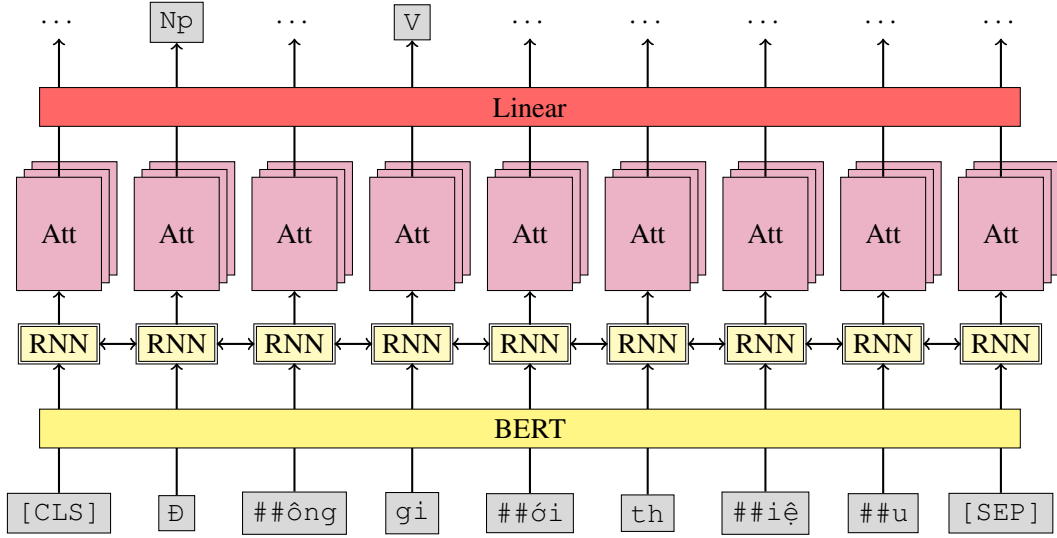 ... Np ... V ... ... ... ... ...
Linear
Att Att Att Att Att Att Att Att Att
RNN RNN RNN RNN RNN RNN RNN RNN RNN
BERT
[CLS] Đ ##ông gi ##ới th ##iệ ##u [SEP]